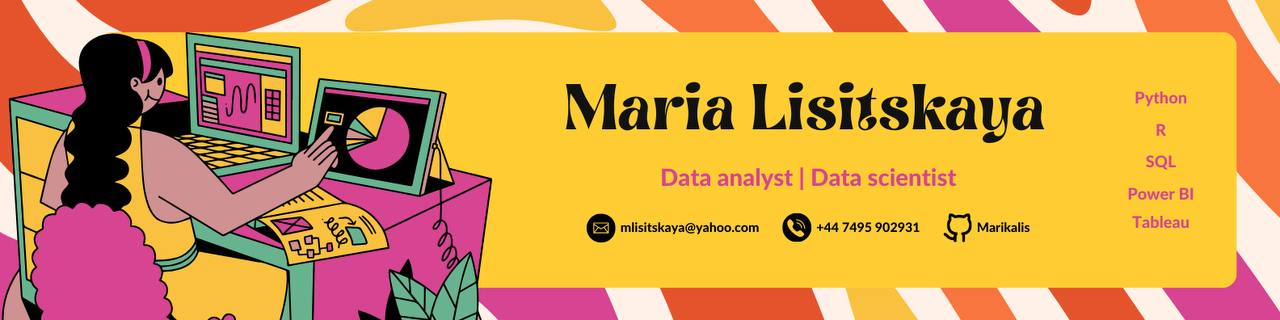 Maria Lisitskaya
Data analyst | Data scientist
mlisitskaya@yahoo.com +44 7495 902931 Marikalis
Python
R
SQL
Power BI
Tableau